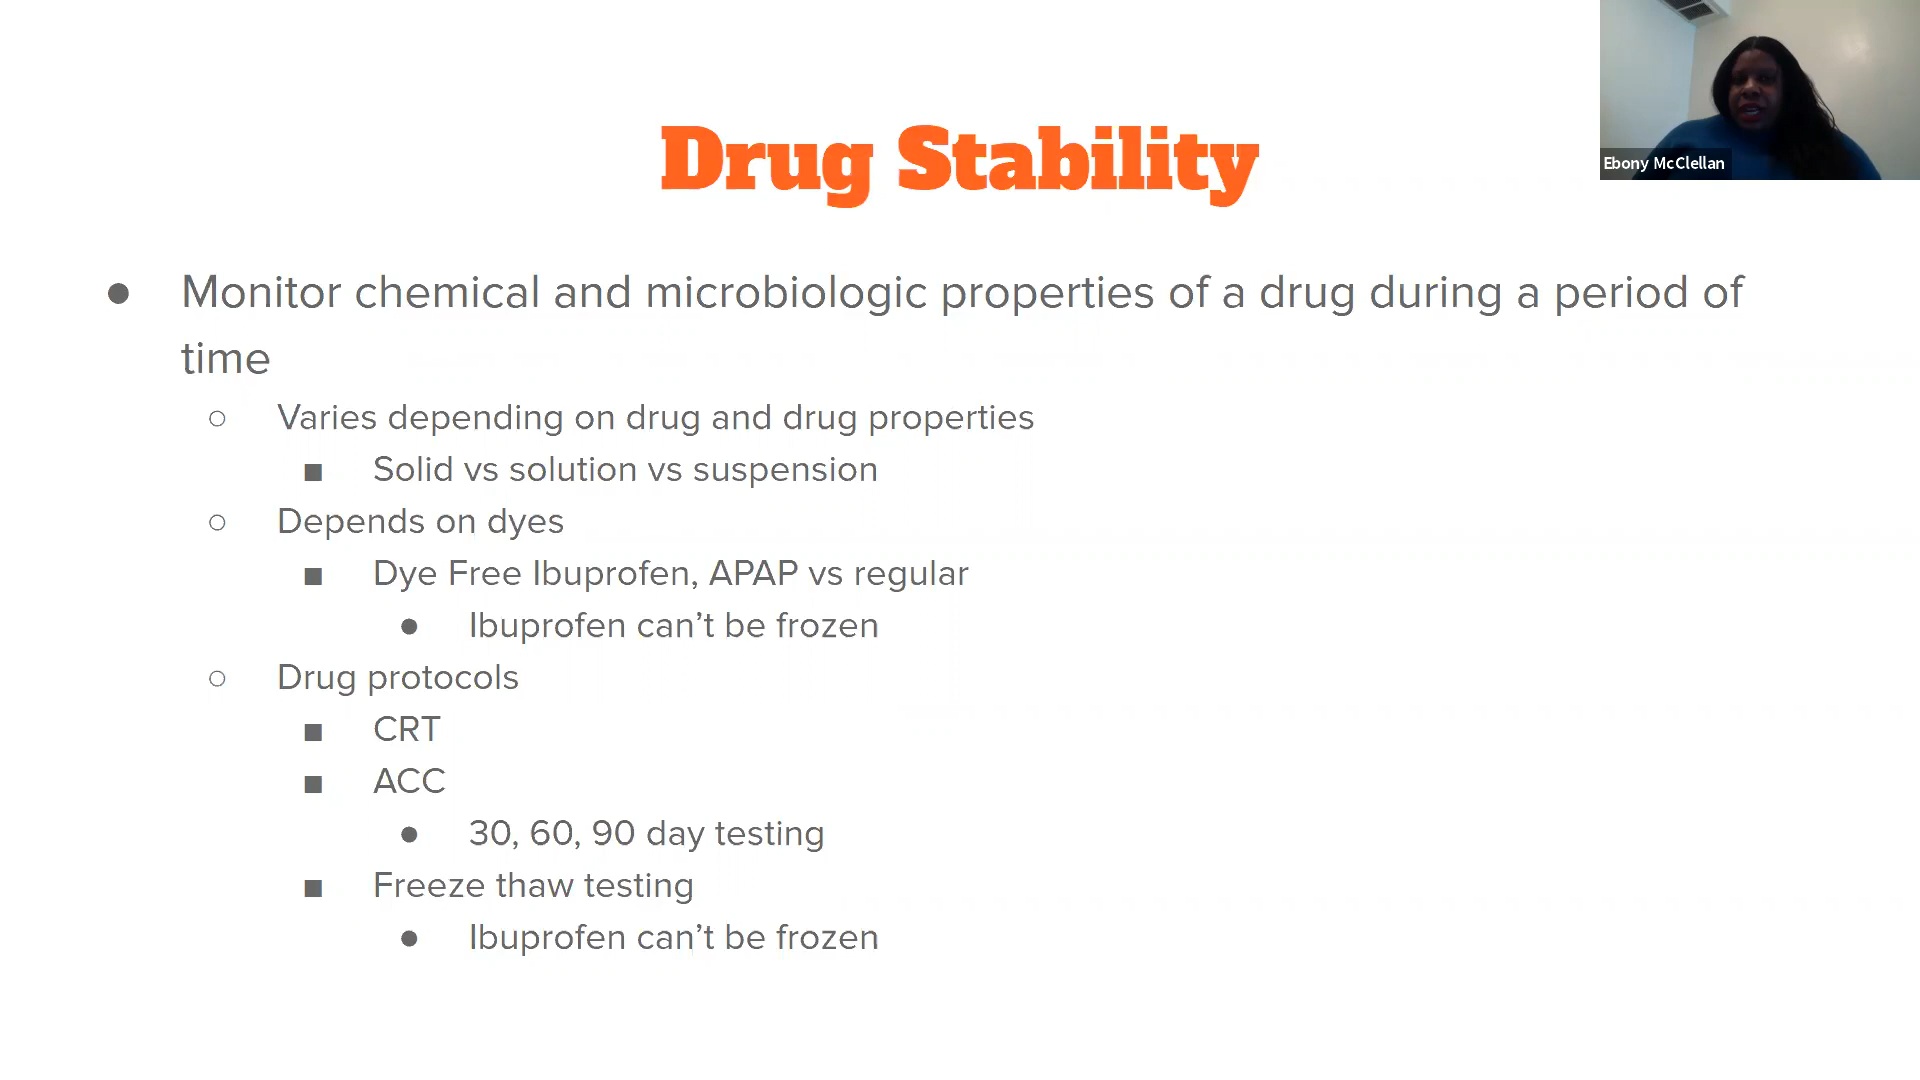 Drug Stability
Ebony McClellan
● Monitor chemical and microbiologic properties of a drug during a period of
time
○ Varies depending on drug and drug properties
■ Solid vs solution vs suspension
○ Depends on dyes
■ Dye Free Ibuprofen, APAP vs regular
● Ibuprofen can’t be frozen
○ Drug protocols
■ CRT
■ ACC
● 30, 60, 90 day testing
■ Freeze thaw testing
● Ibuprofen can’t be frozen